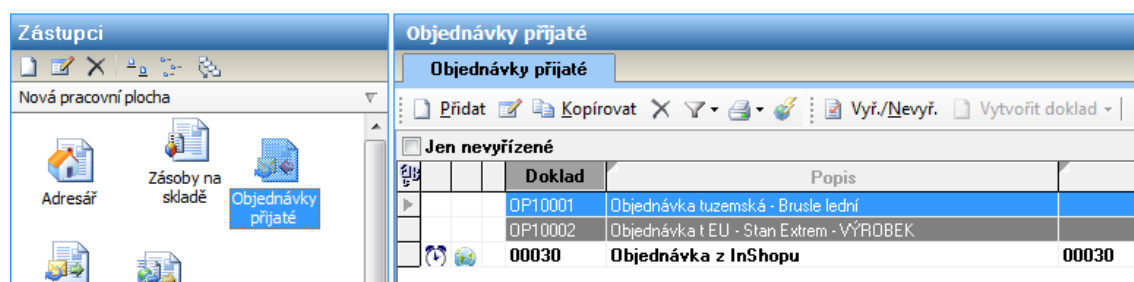 Zástupci
Nová pracovní plocha
Adresář
Zásoby na
skladě
Objednávky
přijaté
Objednávky přijaté
Objednávky přijaté
Přidat Kopírovat Vyř./Nevyř. Vytvořit doklad
Jen nevyřízené
Doklad Popis
OP10001 Objednávka tuzemská - Brusle lední
OP10002 Objednávka t EU - Stan Extrem - VÝROBEK
00030 Objednávka z InShopu 00030